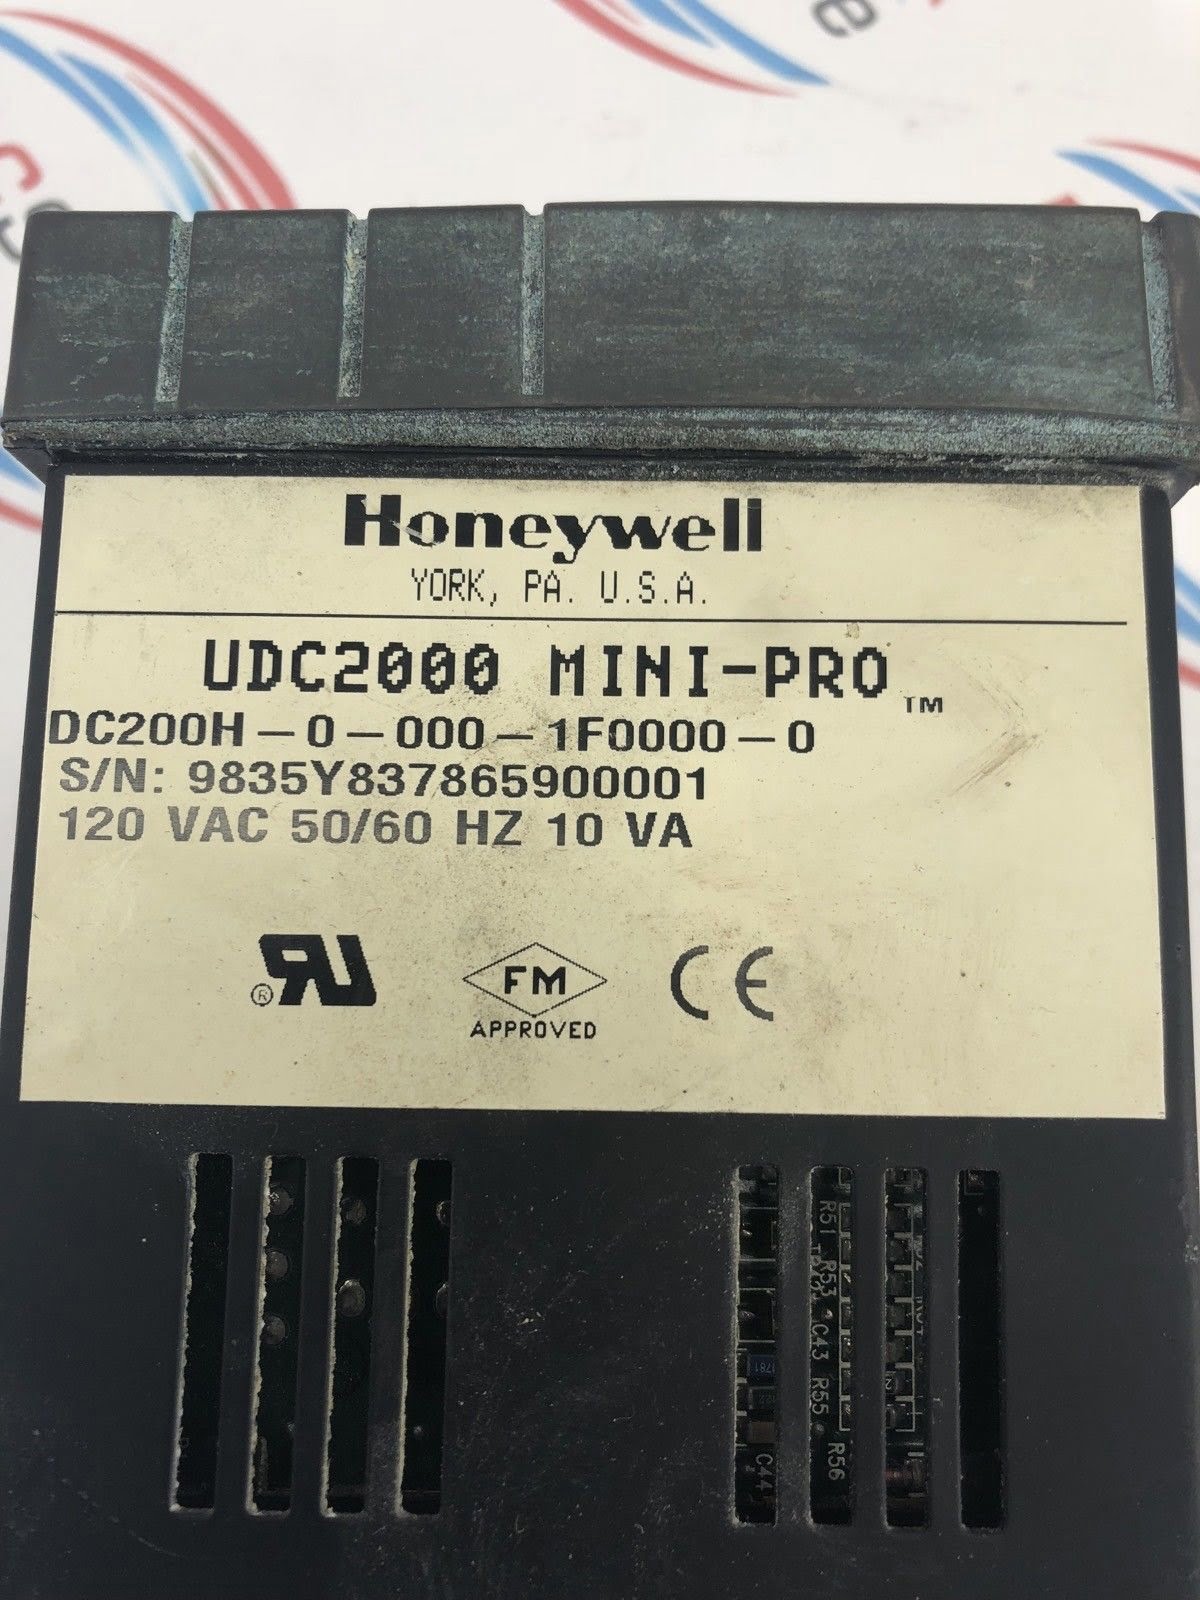 Honeywell
YORK, PA. U.S.A.
UDC2000 MINI-PRO™
DC200H-0-000-1F0000-0
S/N: 9835Y837865900001
120 VAC 50/60 HZ 10 VA
® RU
FM
APPROVED
CE
R51 R53 C43 R55 R56
C44